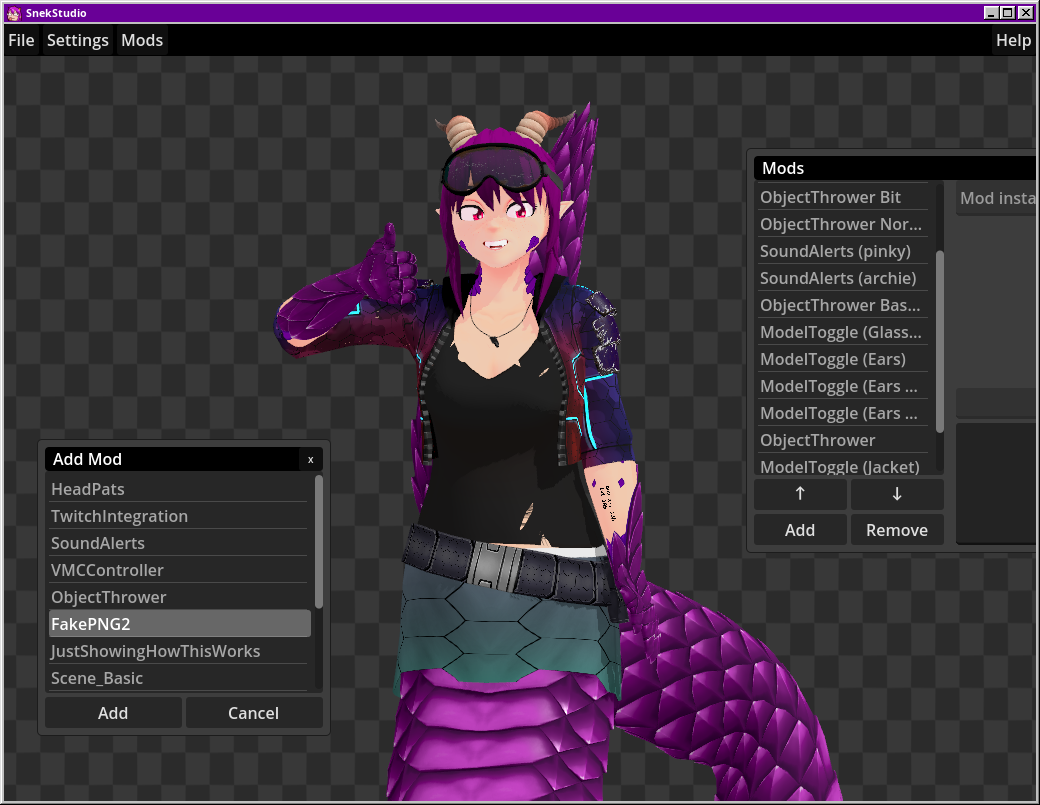 SnekStudio
File Settings Mods Help
Mods
ObjectThrower Bit
ObjectThrower Nor...
SoundAlerts (pinky)
SoundAlerts (archie)
ObjectThrower Bas...
ModelToggle (Glass...
ModelToggle (Ears)
ModelToggle (Ears ...
ModelToggle (Ears ...
ObjectThrower
ModelToggle (Jacket)
↑ ↓
Add Remove
Mod insta
Add Mod x
HeadPats
TwitchIntegration
SoundAlerts
VMCController
ObjectThrower
FakePNG2
JustShowingHowThisWorks
Scene_Basic
Add Cancel